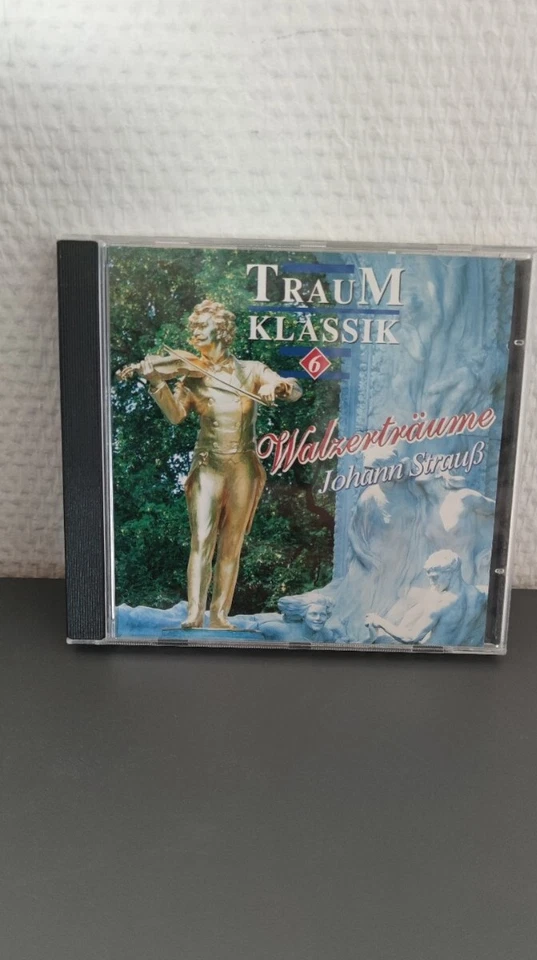 TRAUM
KLASSIK
6
Walzerträume
Johann Strauß